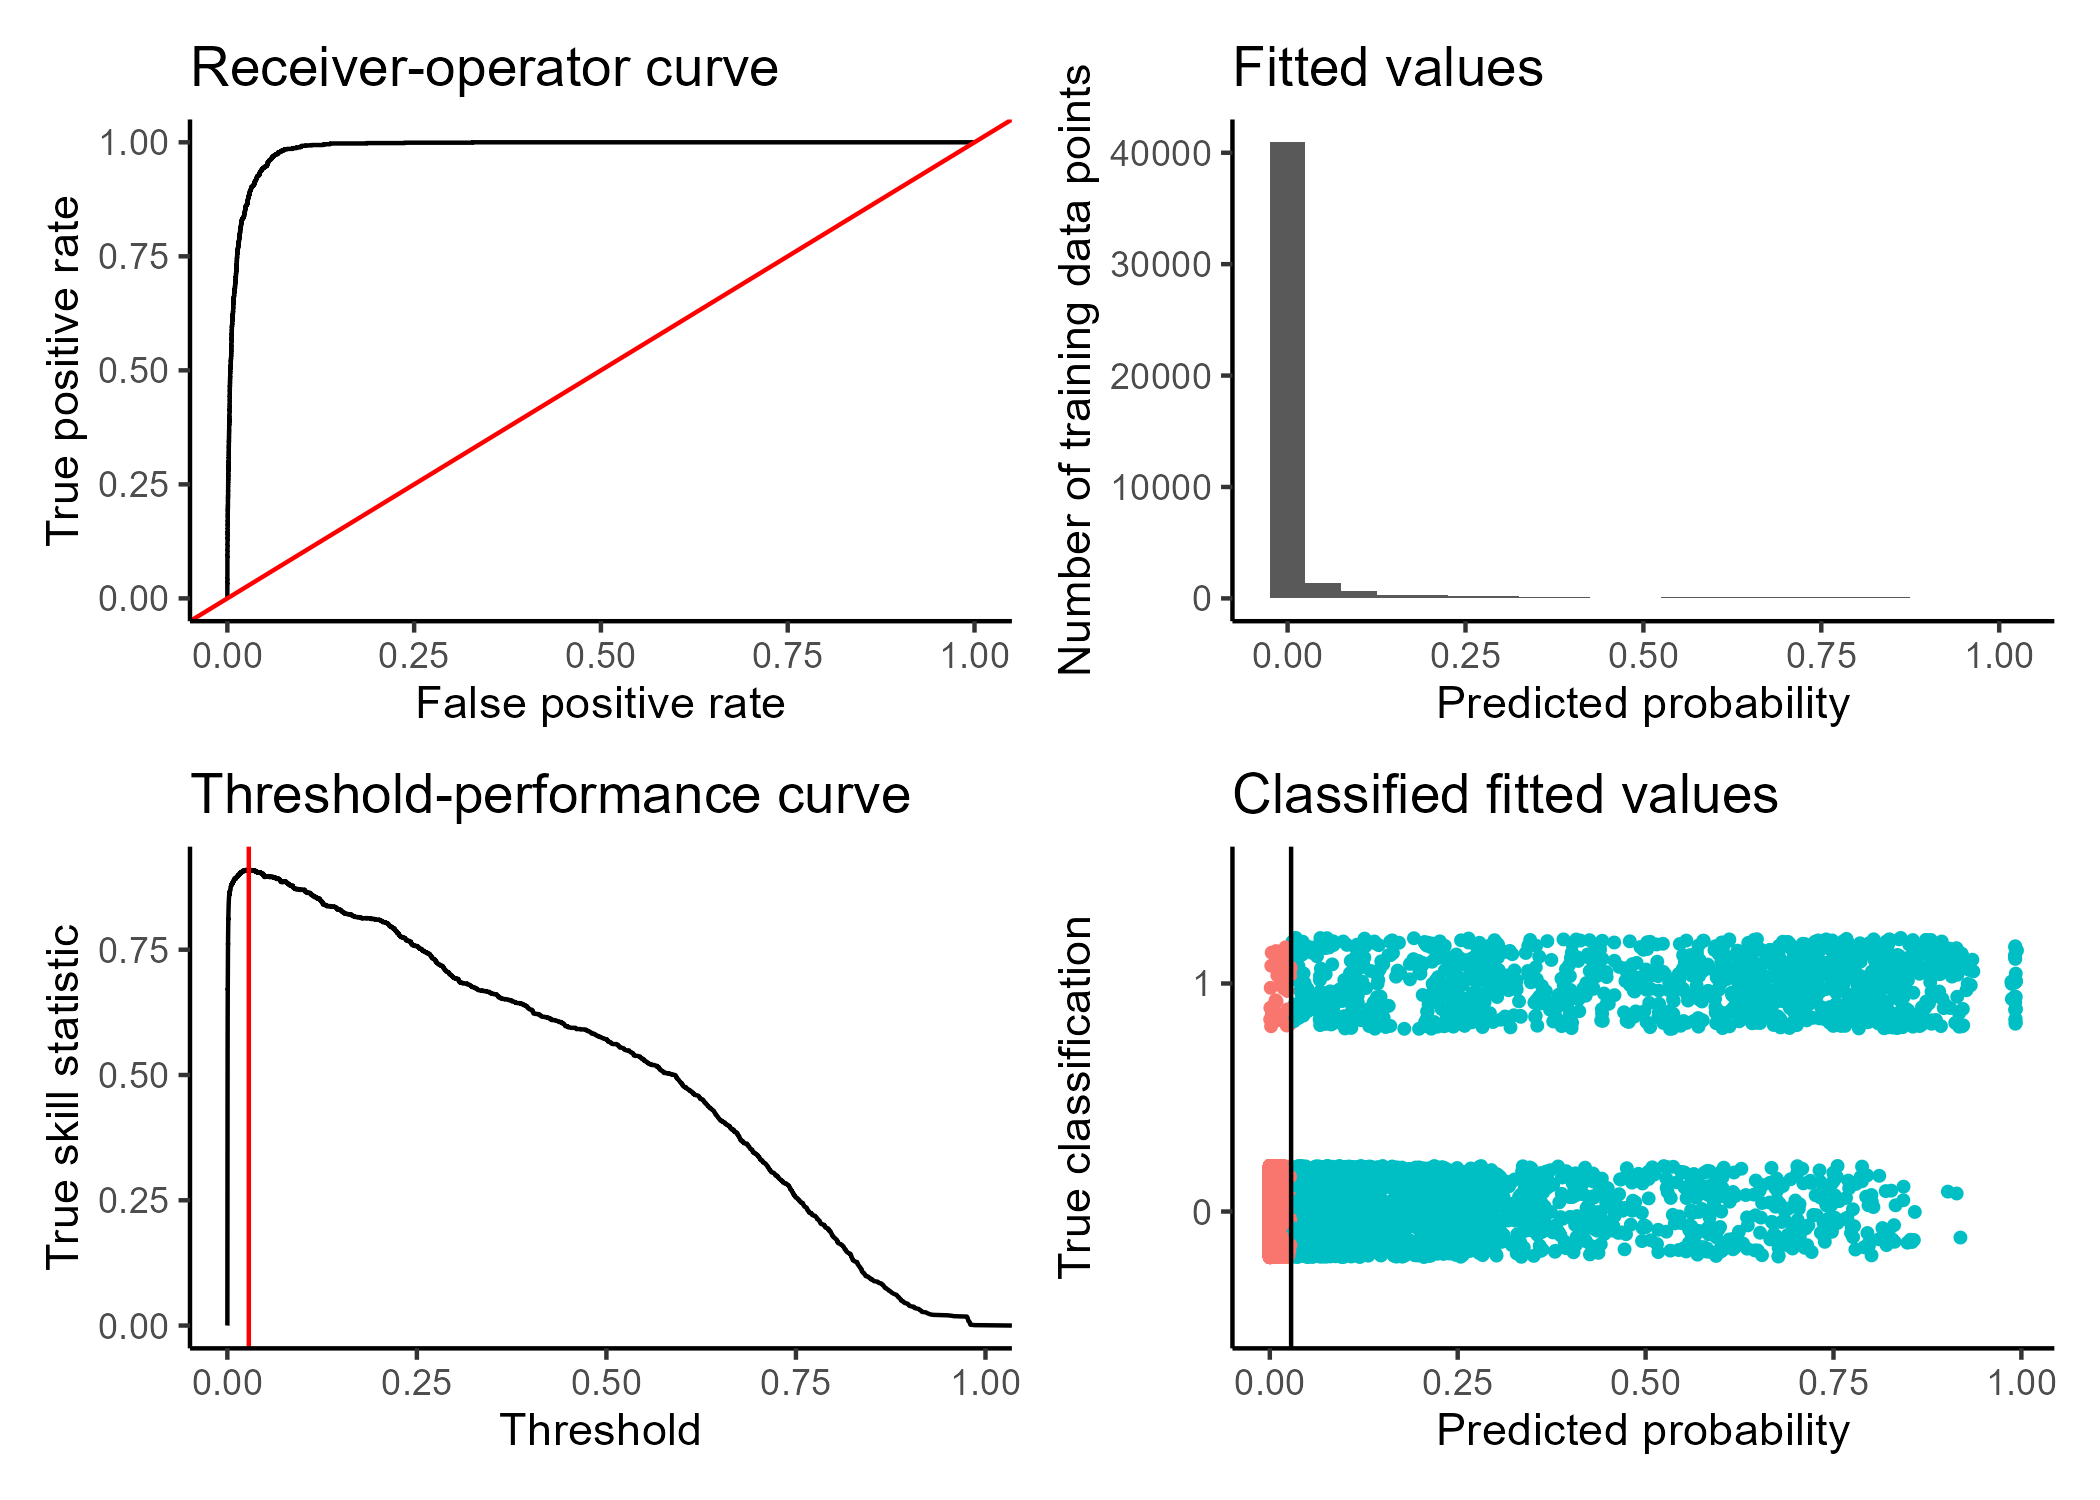 Receiver-operator curve
True positive rate
1.00
0.75
0.50
0.25
0.00
0.00 0.25 0.50 0.75 1.00
False positive rate
Fitted values
Number of training data points
40000
30000
20000
10000
0
0.00 0.25 0.50 0.75 1.00
Predicted probability
Threshold-performance curve
True skill statistic
0.75
0.50
0.25
0.00
0.00 0.25 0.50 0.75 1.00
Threshold
Classified fitted values
True classification
1
0
0.00 0.25 0.50 0.75 1.00
Predicted probability